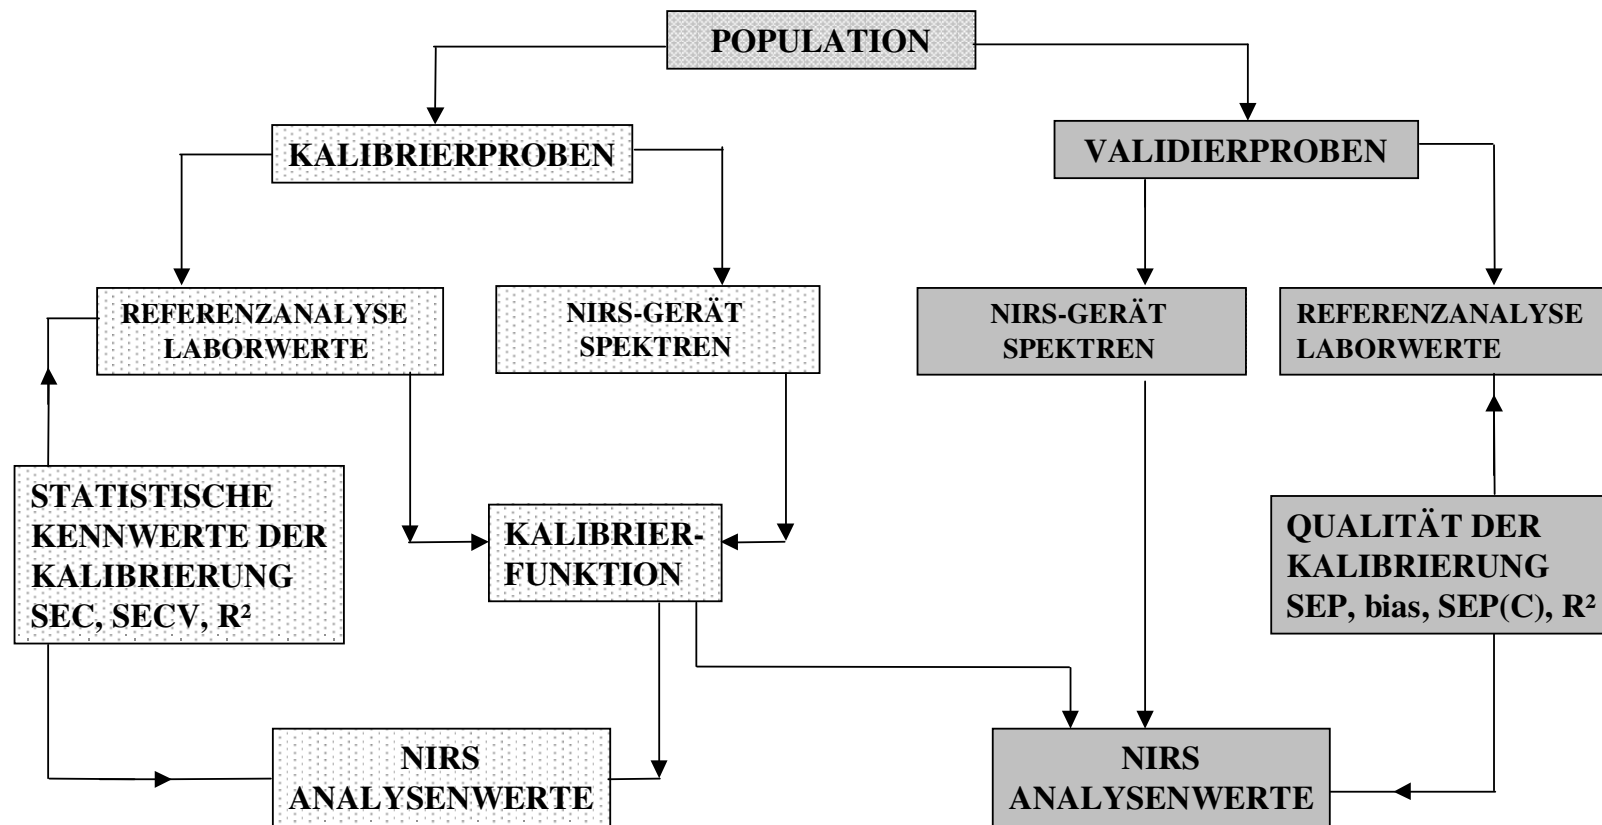 POPULATION
KALIBRIERPROBEN
VALIDIERPROBEN
REFERENZANALYSE
LABORWERTE
NIRS-GERÄT
SPEKTREN
NIRS-GERÄT
SPEKTREN
REFERENZANALYSE
LABORWERTE
STATISTISCHE
KENNWERTE DER
KALIBRIERUNG
SEC, SECV, R²
KALIBRIER-
FUNKTION
QUALITÄT DER
KALIBRIERUNG
SEP, bias, SEP(C), R²
NIRS
ANALYSENWERTE
NIRS
ANALYSENWERTE